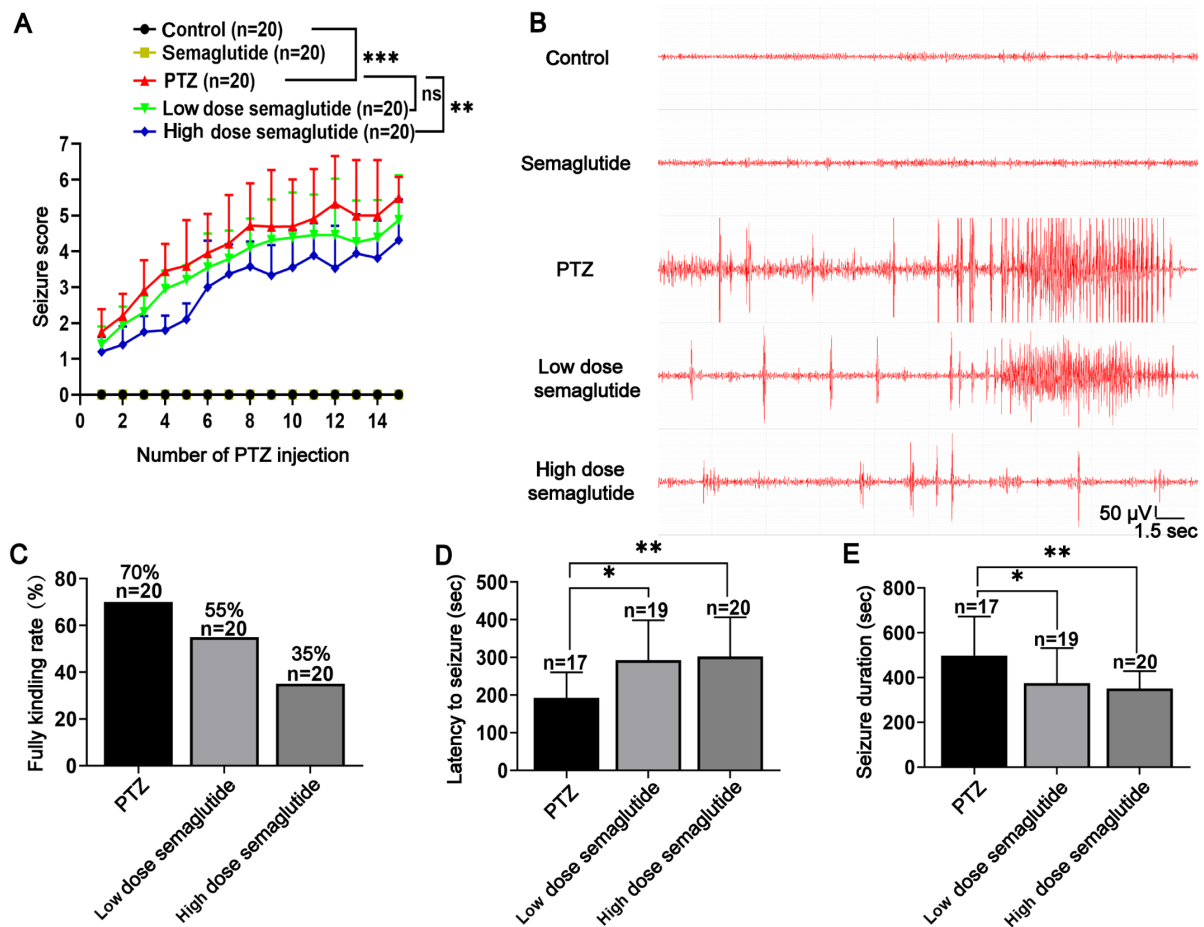 A
Control (n=20)
Semaglutide (n=20)
PTZ (n=20)
Low dose semaglutide (n=20)
High dose semaglutide (n=20)
***
ns
**
Seizure score
7
6
5
4
3
2
1
0
0 2 4 6 8 10 12 14
Number of PTZ injection
B
Control
Semaglutide
PTZ
Low dose
semaglutide
High dose
semaglutide
50 µV
1.5 sec
C
Fully kindling rate (%)
80
60
40
20
0
70%
n=20
55%
n=20
35%
n=20
PTZ
Low dose semaglutide
High dose semaglutide
D
Latency to seizure (sec)
500
400
300
200
100
0
**
*
n=17
n=19
n=20
PTZ
Low dose semaglutide
High dose semaglutide
E
Seizure duration (sec)
800
600
400
200
0
**
*
n=17
n=19
n=20
PTZ
Low dose semaglutide
High dose semaglutide